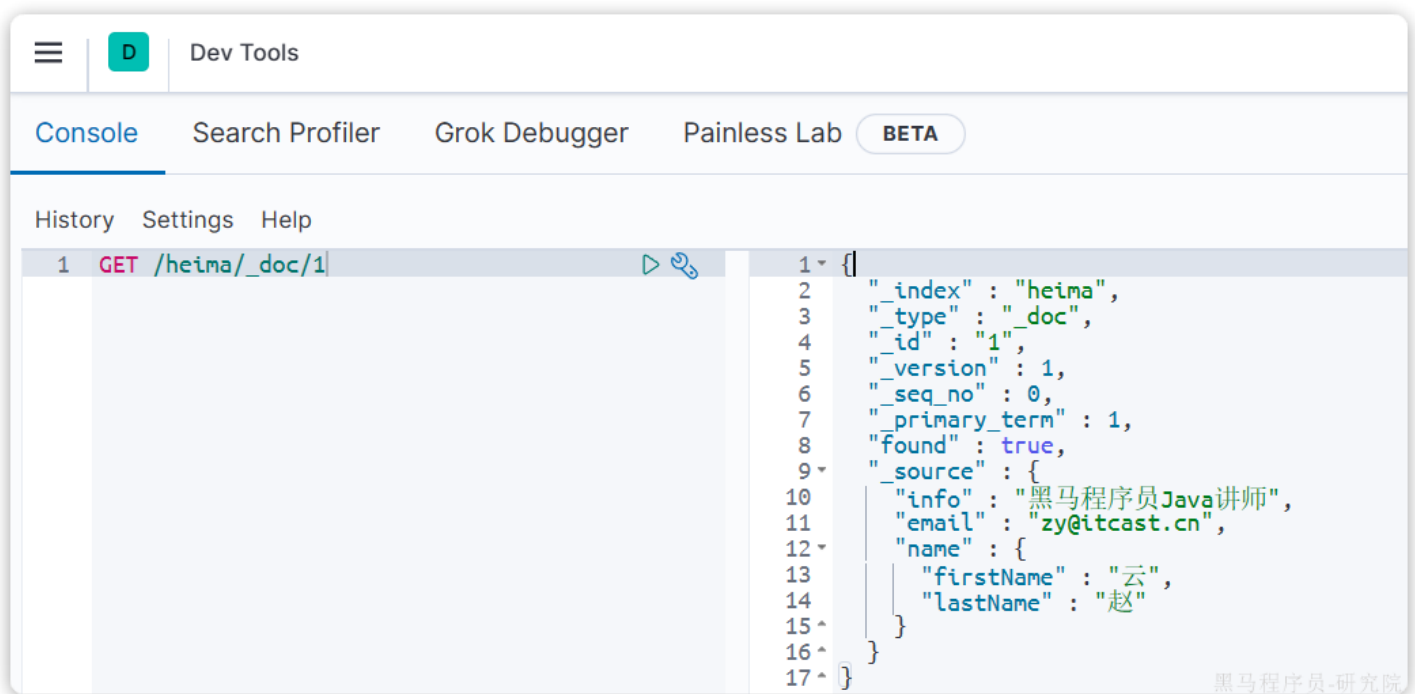 D Dev Tools
Console Search Profiler Grok Debugger Painless Lab BETA
History Settings Help
1 GET /heima/_doc/1
1 {
2 "_index" : "heima",
3 "_type" : "_doc",
4 "_id" : "1",
5 "_version" : 1,
6 "_seq_no" : 0,
7 "_primary_term" : 1,
8 "found" : true,
9 "_source" : {
10 "info" : "黑马程序员Java讲师",
11 "email" : "zy@itcast.cn",
12 "name" : {
13 "firstName" : "云",
14 "lastName" : "赵"
15 }
16 }
17 }
黑马程序员-研究院